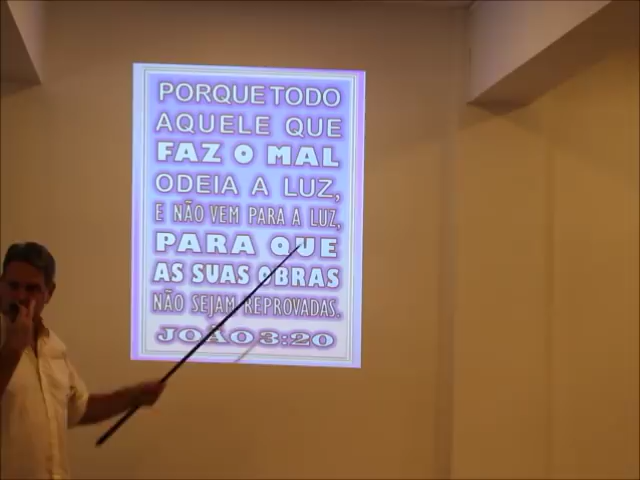 PORQUE TODO
AQUELE QUE
FAZ O MAL
ODEIA A LUZ,
E NÃO VEM PARA A LUZ,
PARA QUE
AS SUAS OBRAS
NÃO SEJAM REPROVADAS.
JOÃO 3:20